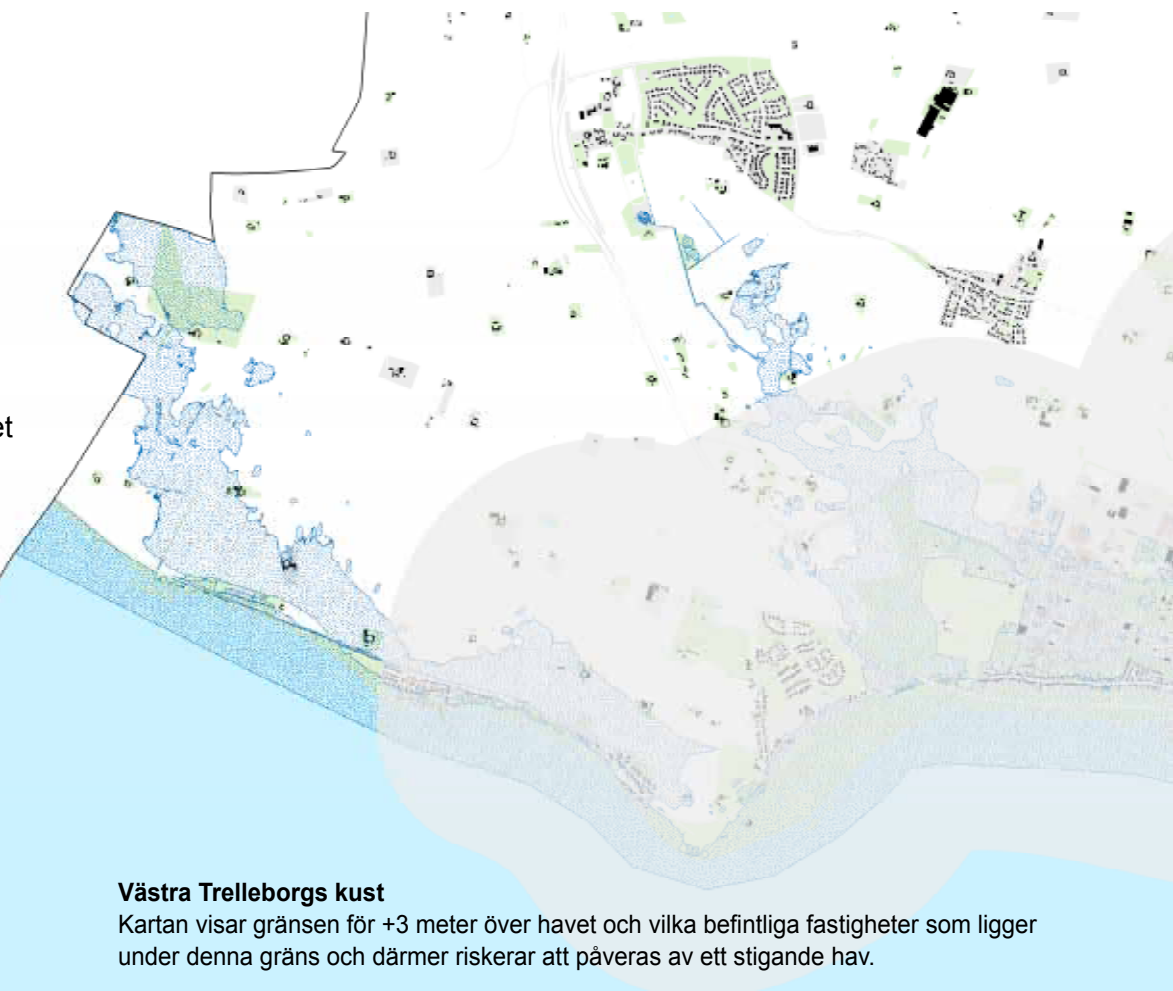 et
Västra Trelleborgs kust
Kartan visar gränsen för +3 meter över havet och vilka befintliga fastigheter som ligger
under denna gräns och därmer riskerar att påveras av ett stigande hav.